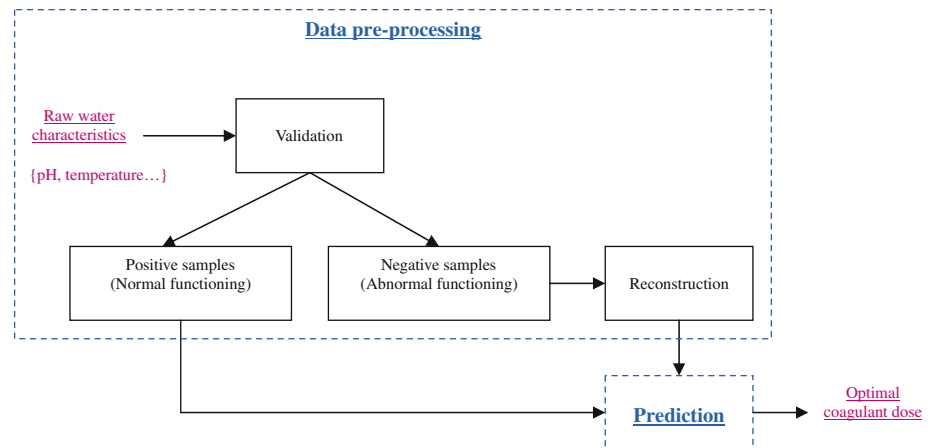 Data pre-processing
Raw water
characteristics
{pH, temperature…}
Validation
Positive samples
(Normal functioning)
Negative samples
(Abnormal functioning)
Reconstruction
Prediction
Optimal
coagulant dose